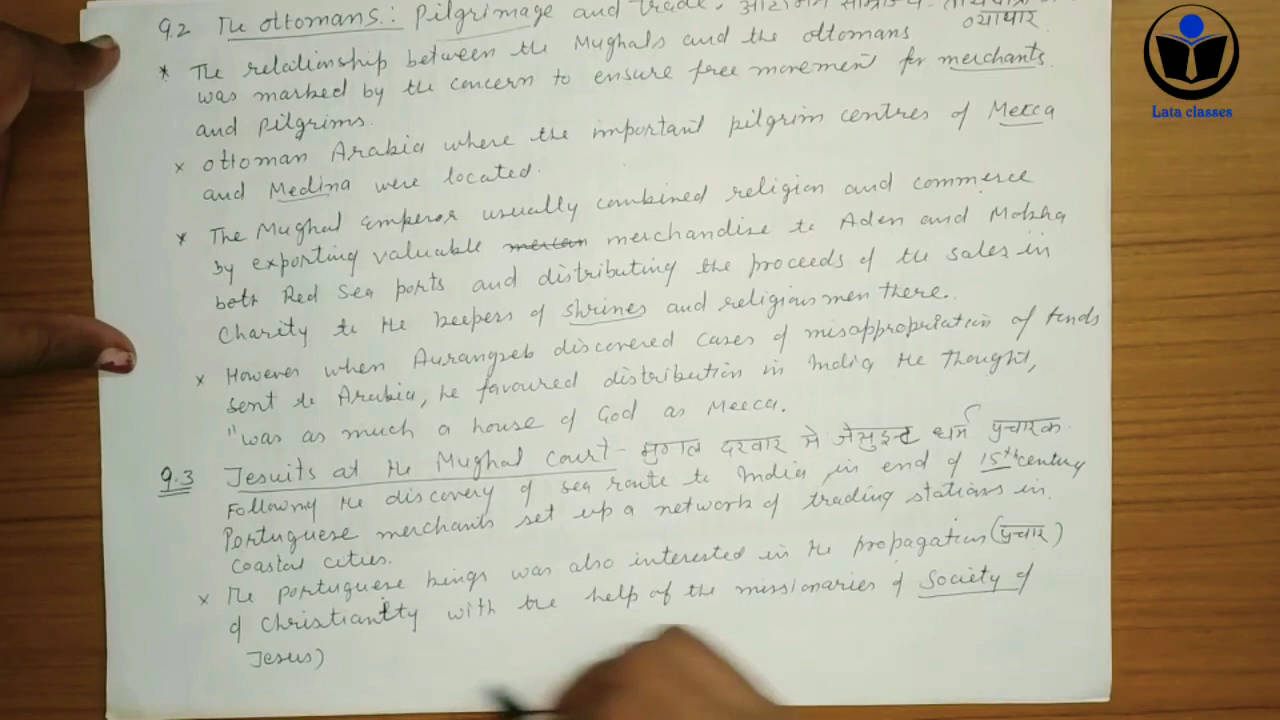 9.2 The Ottomans: Pilgrimage and trade,
व्यापार
* The relationship between the Mughals and the Ottomans
was marked by the concern to ensure free movement for merchants
and pilgrims.
× Ottoman Arabia where the important pilgrim centres of Mecca
and Medina were located.
* The Mughal Emperor usually combined religion and commerce
by exporting valuable merchandise to Aden and Mokha
both Red Sea ports and distributing the proceeds of the sales in
Charity to the keepers of shrines and religious men there.
× However when Aurangzeb discovered cases of misappropriation of funds
sent to Arabia, he favoured distribution in India he thought,
"was as much a house of God as Mecca.
9.3 Jesuits at the Mughal court - मुगल दरबार मे जेसुइट धर्म प्रचारक
Following the discovery of sea route to India, in end of 15th century
Portuguese merchants set up a network of trading stations in
coastal cities.
× The Portuguese kings was also interested in the propagation (प्रचार)
of Christiantty with the help of the missionaries of Society of
Jesus)
Lata classes